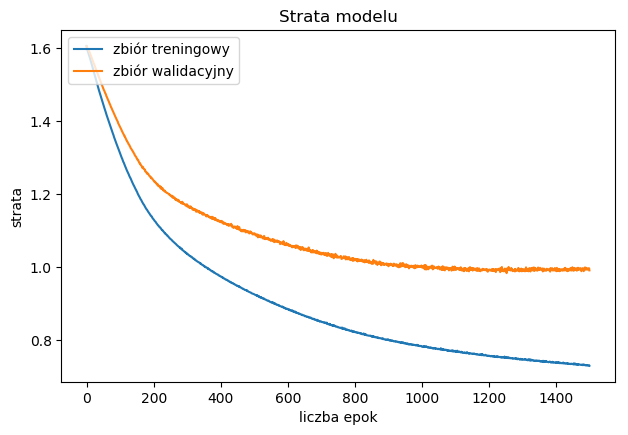 Strata modelu
zbiór treningowy
zbiór walidacyjny
strata
1.6
1.4
1.2
1.0
0.8
0 200 400 600 800 1000 1200 1400
liczba epok